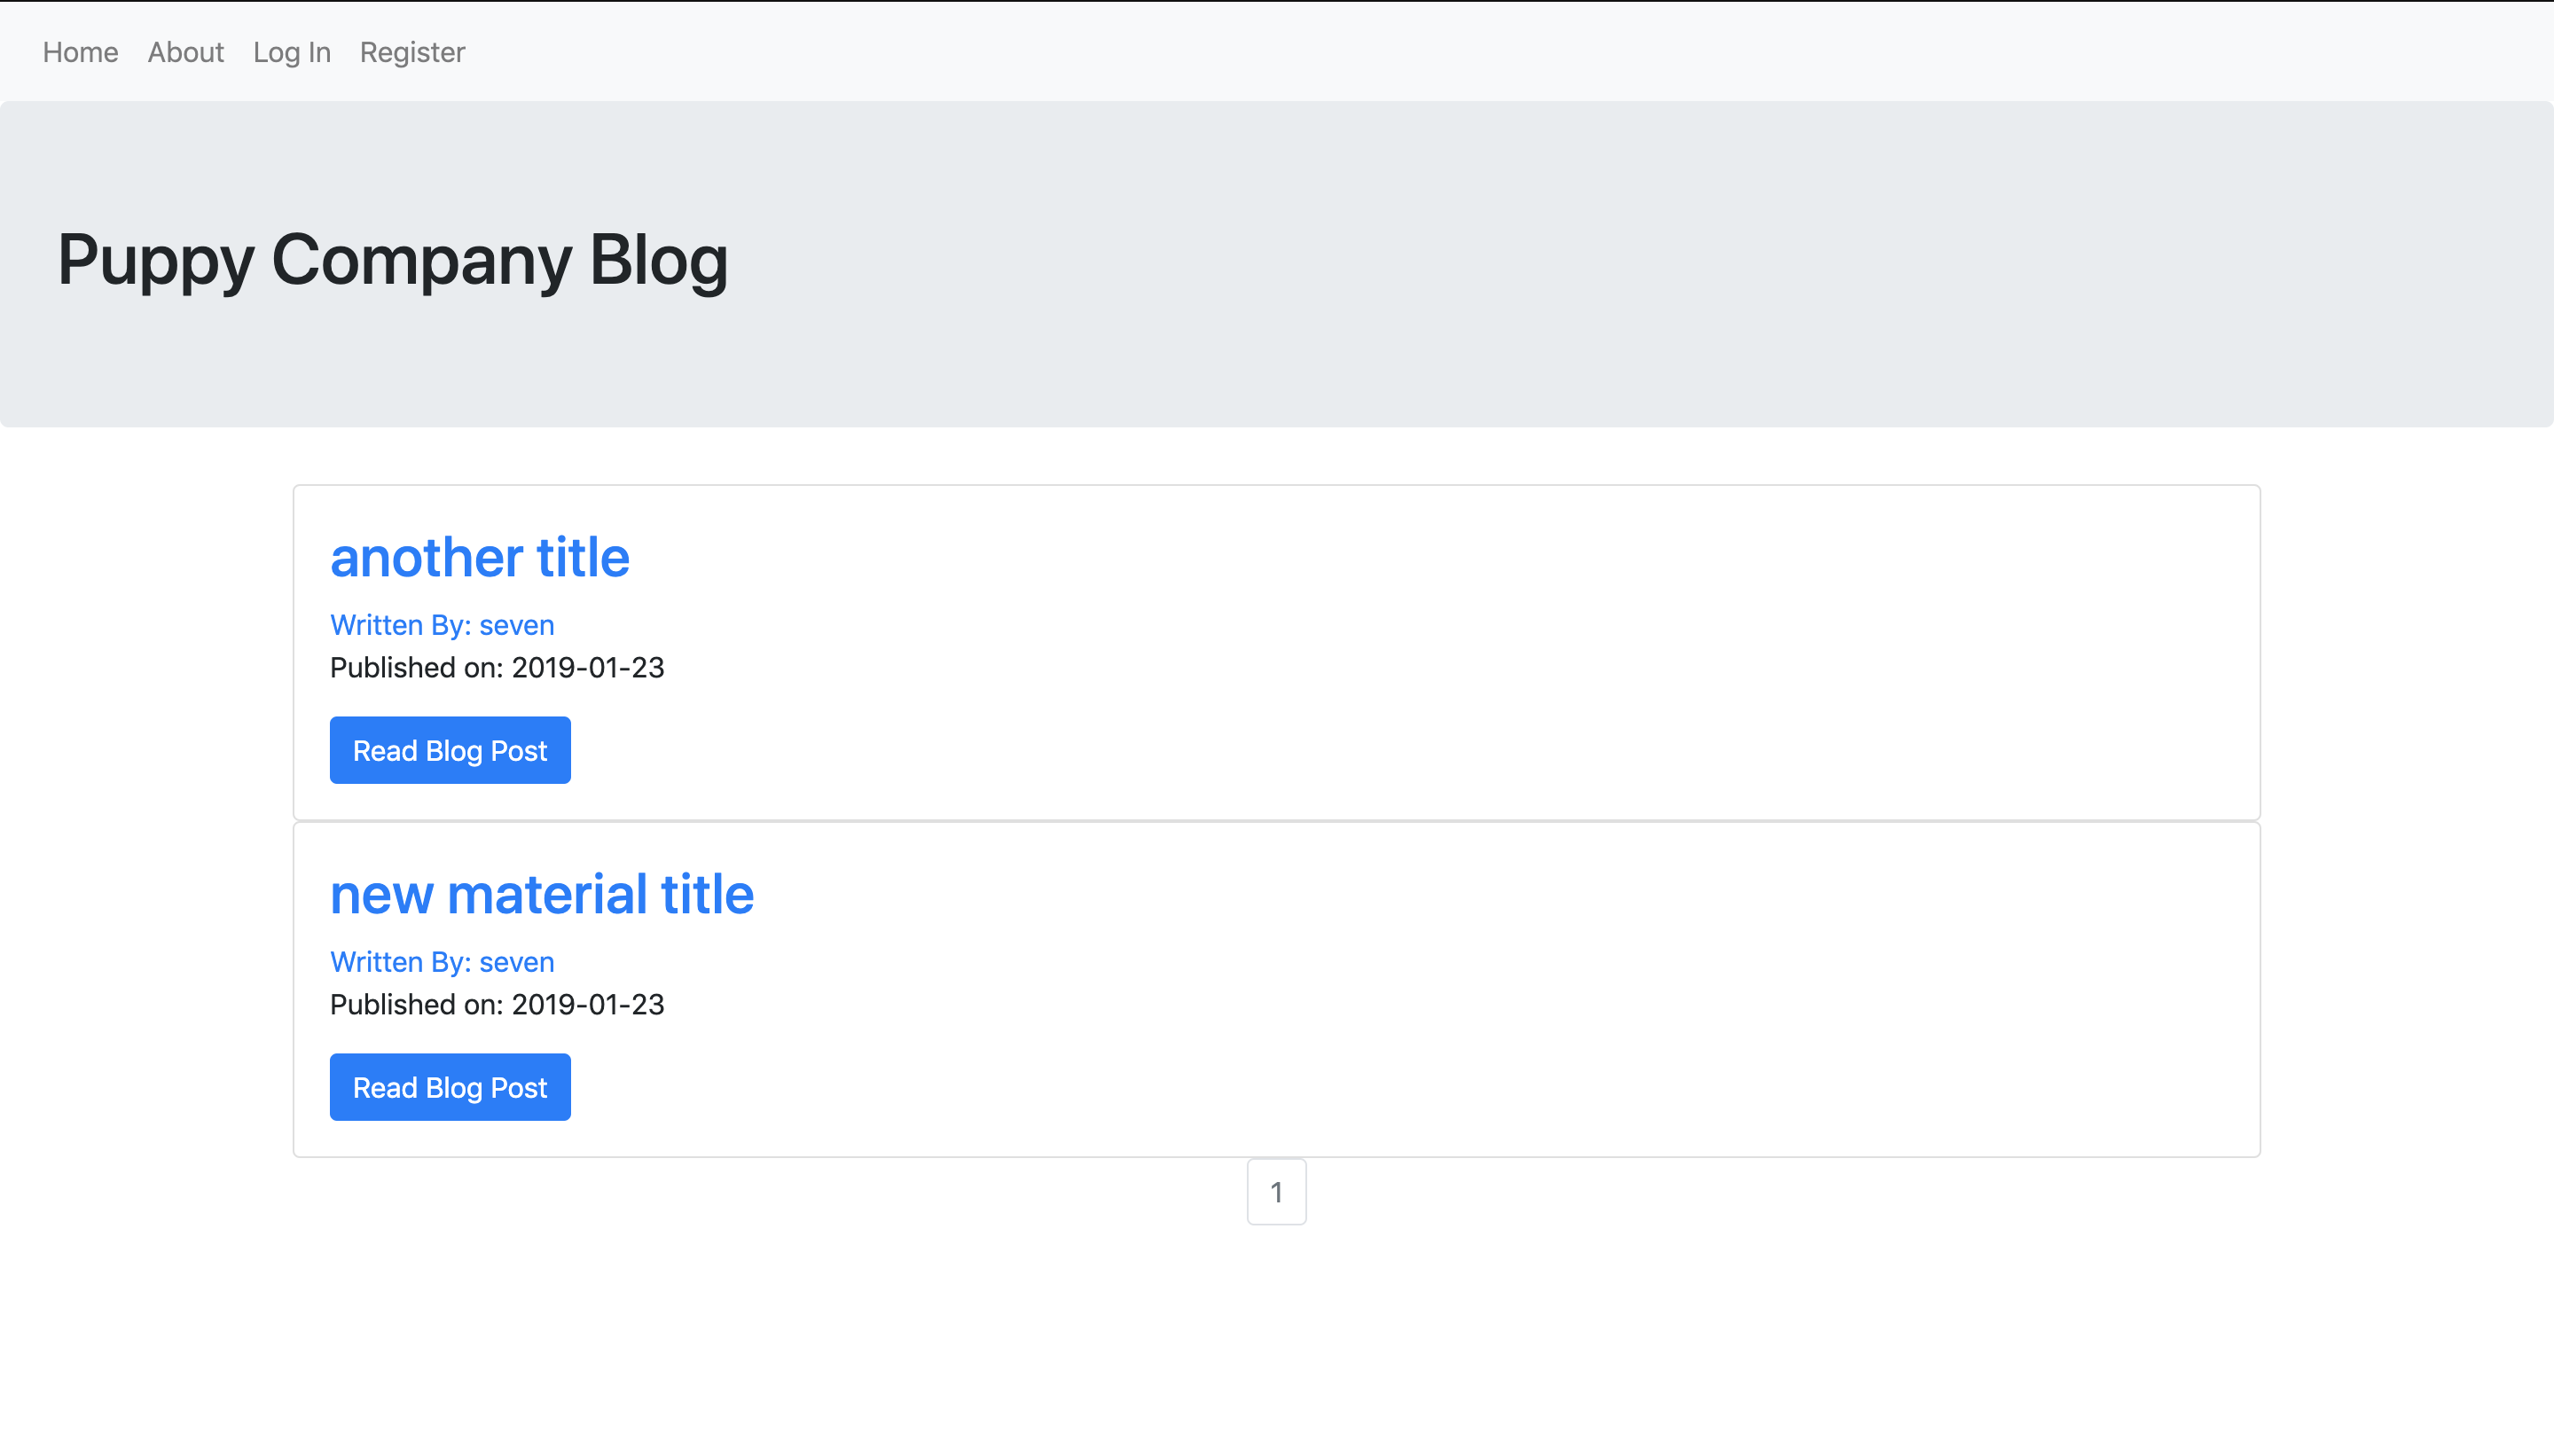 Home About Log In Register
Puppy Company Blog
another title
Written By: seven
Published on: 2019-01-23
Read Blog Post
new material title
Written By: seven
Published on: 2019-01-23
Read Blog Post
1